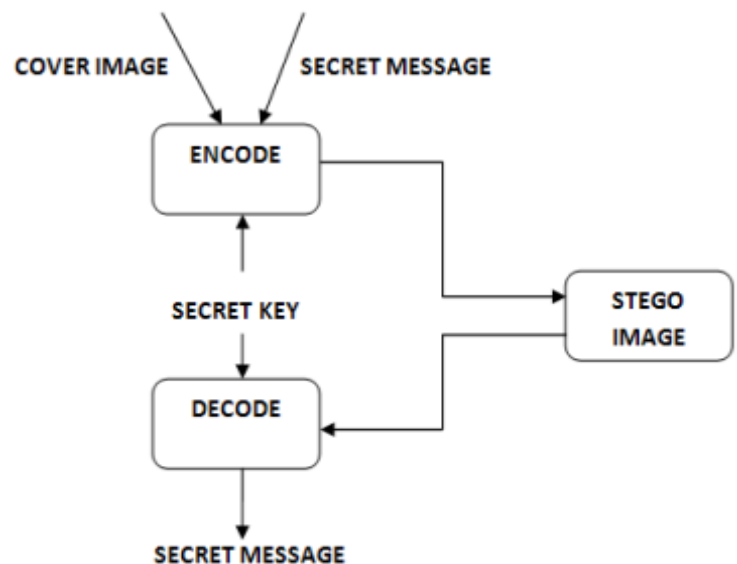 COVER IMAGE
SECRET MESSAGE
ENCODE
SECRET KEY
STEGO
IMAGE
DECODE
SECRET MESSAGE